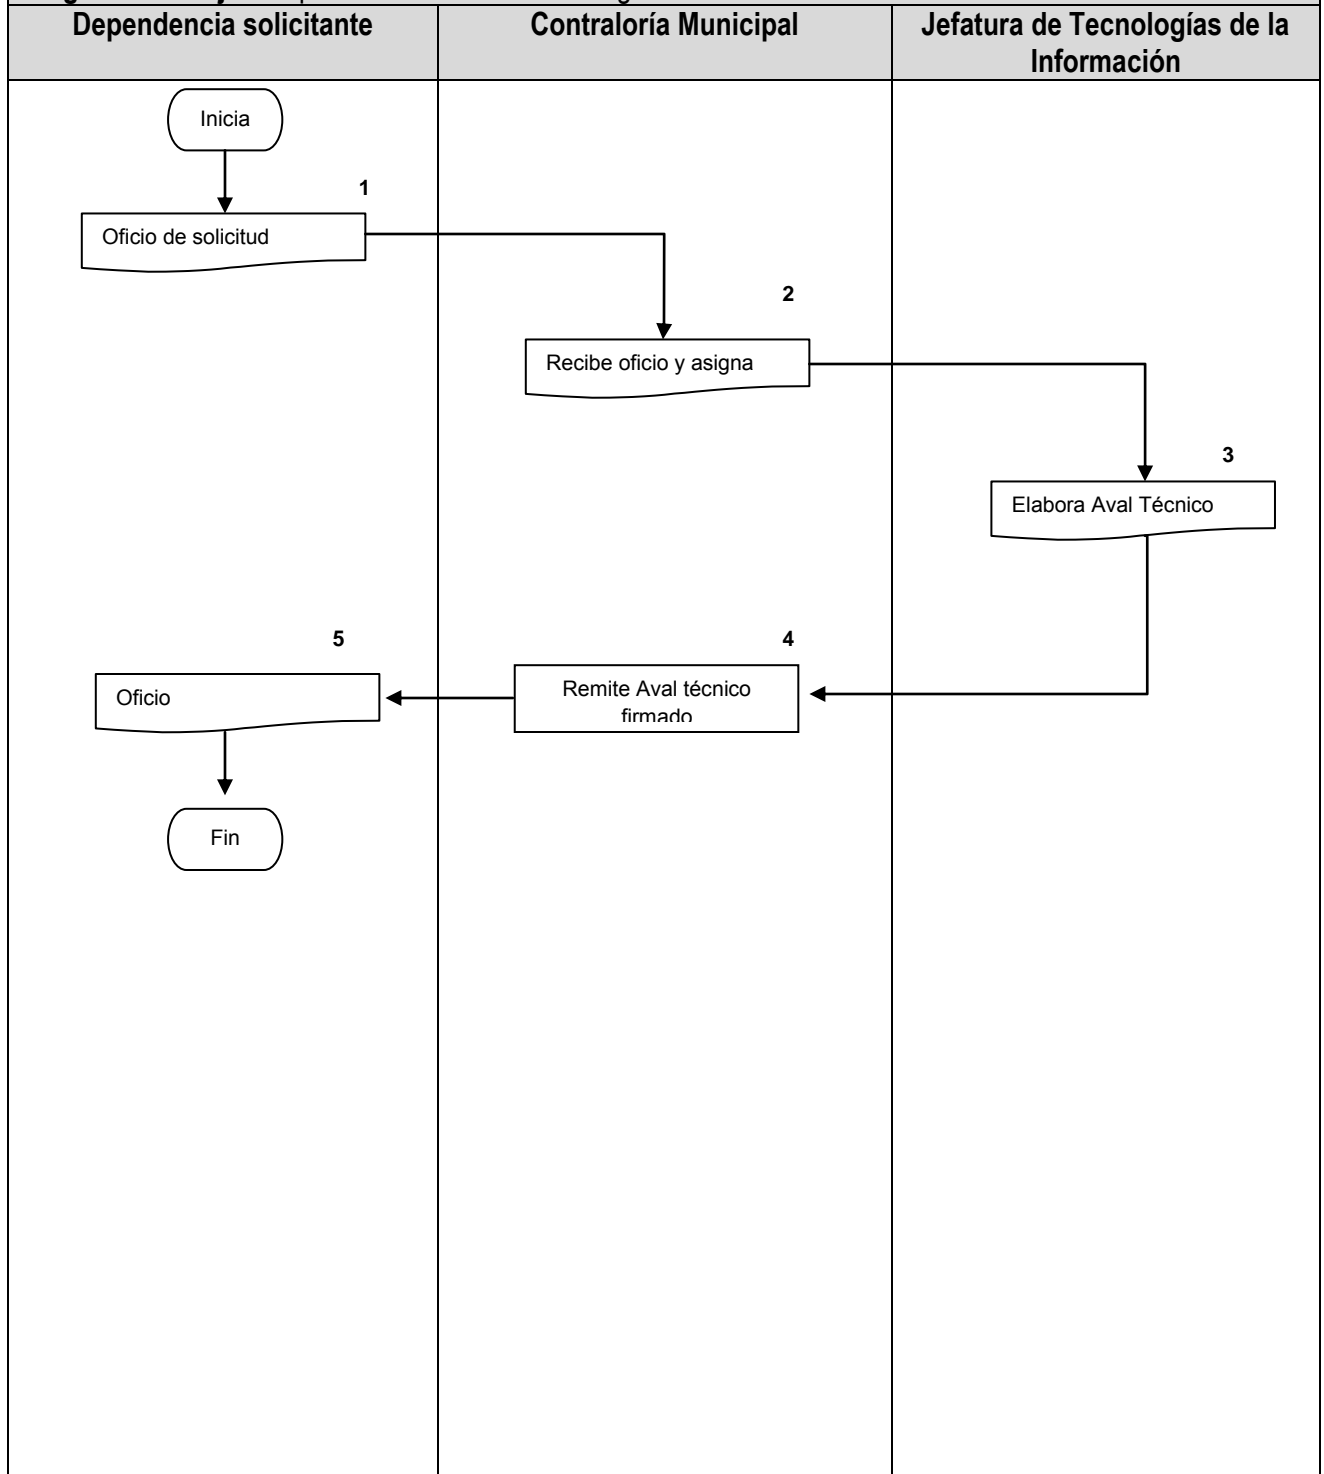 Dependencia solicitante
Contraloría Municipal
Jefatura de Tecnologías de la
Información
Inicia
1
Oficio de solicitud
2
Recibe oficio y asigna
3
Elabora Aval Técnico
5
4
Oficio
Remite Aval técnico
firmado
Fin